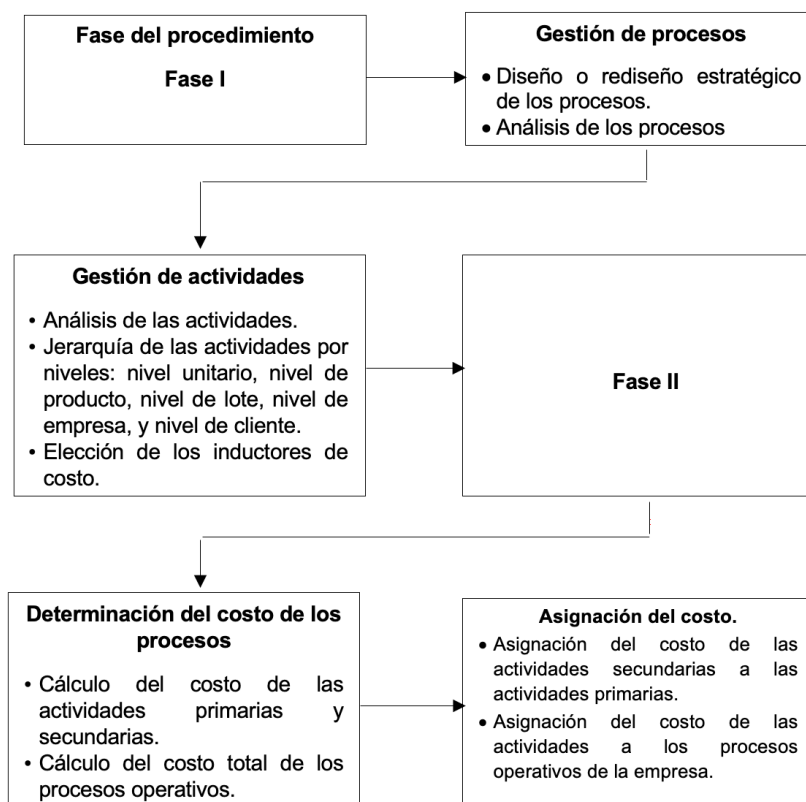 Fase del procedimiento
Fase I
Gestión de procesos
• Diseño o rediseño estratégico
de los procesos.
• Análisis de los procesos
Gestión de actividades
• Análisis de las actividades.
• Jerarquía de las actividades por
niveles: nivel unitario, nivel de
producto, nivel de lote, nivel de
empresa, y nivel de cliente.
• Elección de los inductores de
costo.
Fase II
Determinación del costo de los
procesos
• Cálculo del costo de las
actividades primarias y
secundarias.
• Cálculo del costo total de los
procesos operativos.
Asignación del costo.
• Asignación del costo de las
actividades secundarias a las
actividades primarias.
• Asignación del costo de las
actividades a los procesos
operativos de la empresa.